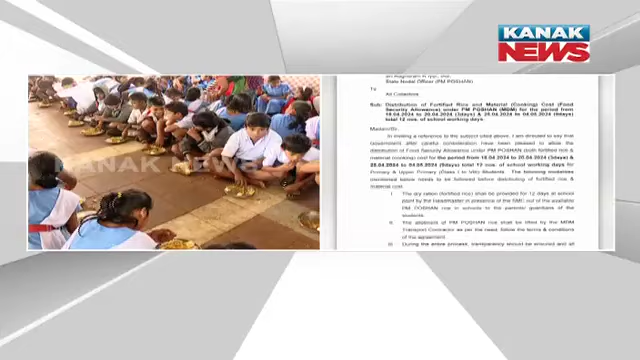 KANAK
NEWS
KANAK NEWS
State Nodal Officer (PM POSHAN)
To
All Collectors
Sub: Distribution of Fortified Rice and Material (Cooking) Cost (Food
Security Allowance) under PM POSHAN (MDM) for the period from
18.04.2024 to 20.04.2024 (3days) & 25.04.2024 to 04.05.2024
total 12 nos. of school working days.
Madam/Sir,
In inviting a reference to the subject cited above, I am directed to say that
Government after careful consideration have been pleased to allow the
distribution of Food Security Allowance under PM POSHAN (both fortified rice &
material cooking) cost for the period from 18.04.2024 to 20.04.2024 (3days) &
to 04.05.2024 total 12 nos. of school working days for
Primary & Upper Primary (Class I to VIII) Students. The following modalities
mentioned below needs to be followed before distribution of fortified rice &
material cost.
I. The dry ration (fortified rice) shall be provided for 12 days at school
point by the headmaster in presence of the SMC out of the available
PM POSHAN rice in schools to the parents/ guardians of the
students.
II. The allotment of PM POSHAN rice shall be lifted by the MDM
Transport Contractor as per the need, follow the terms & conditions
of the agreement.
III. During the entire process, transparency should be ensured and all